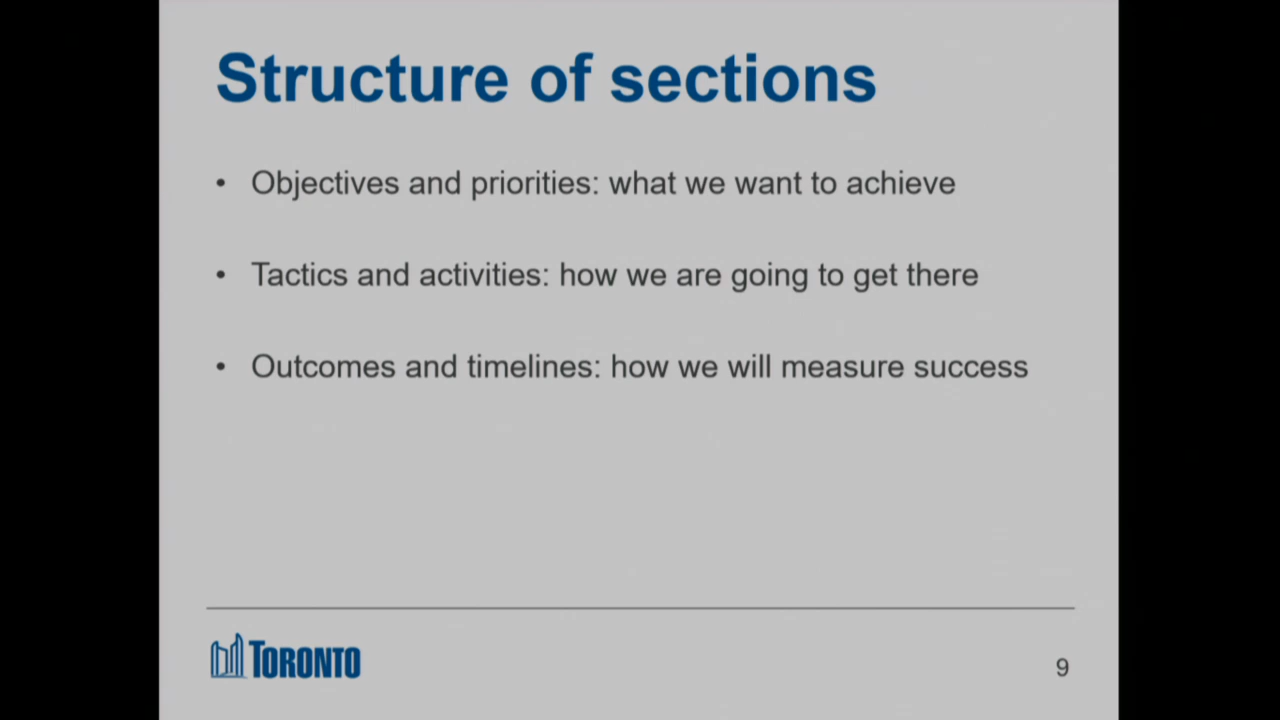 Structure of sections
• Objectives and priorities: what we want to achieve
• Tactics and activities: how we are going to get there
• Outcomes and timelines: how we will measure success
TORONTO
9